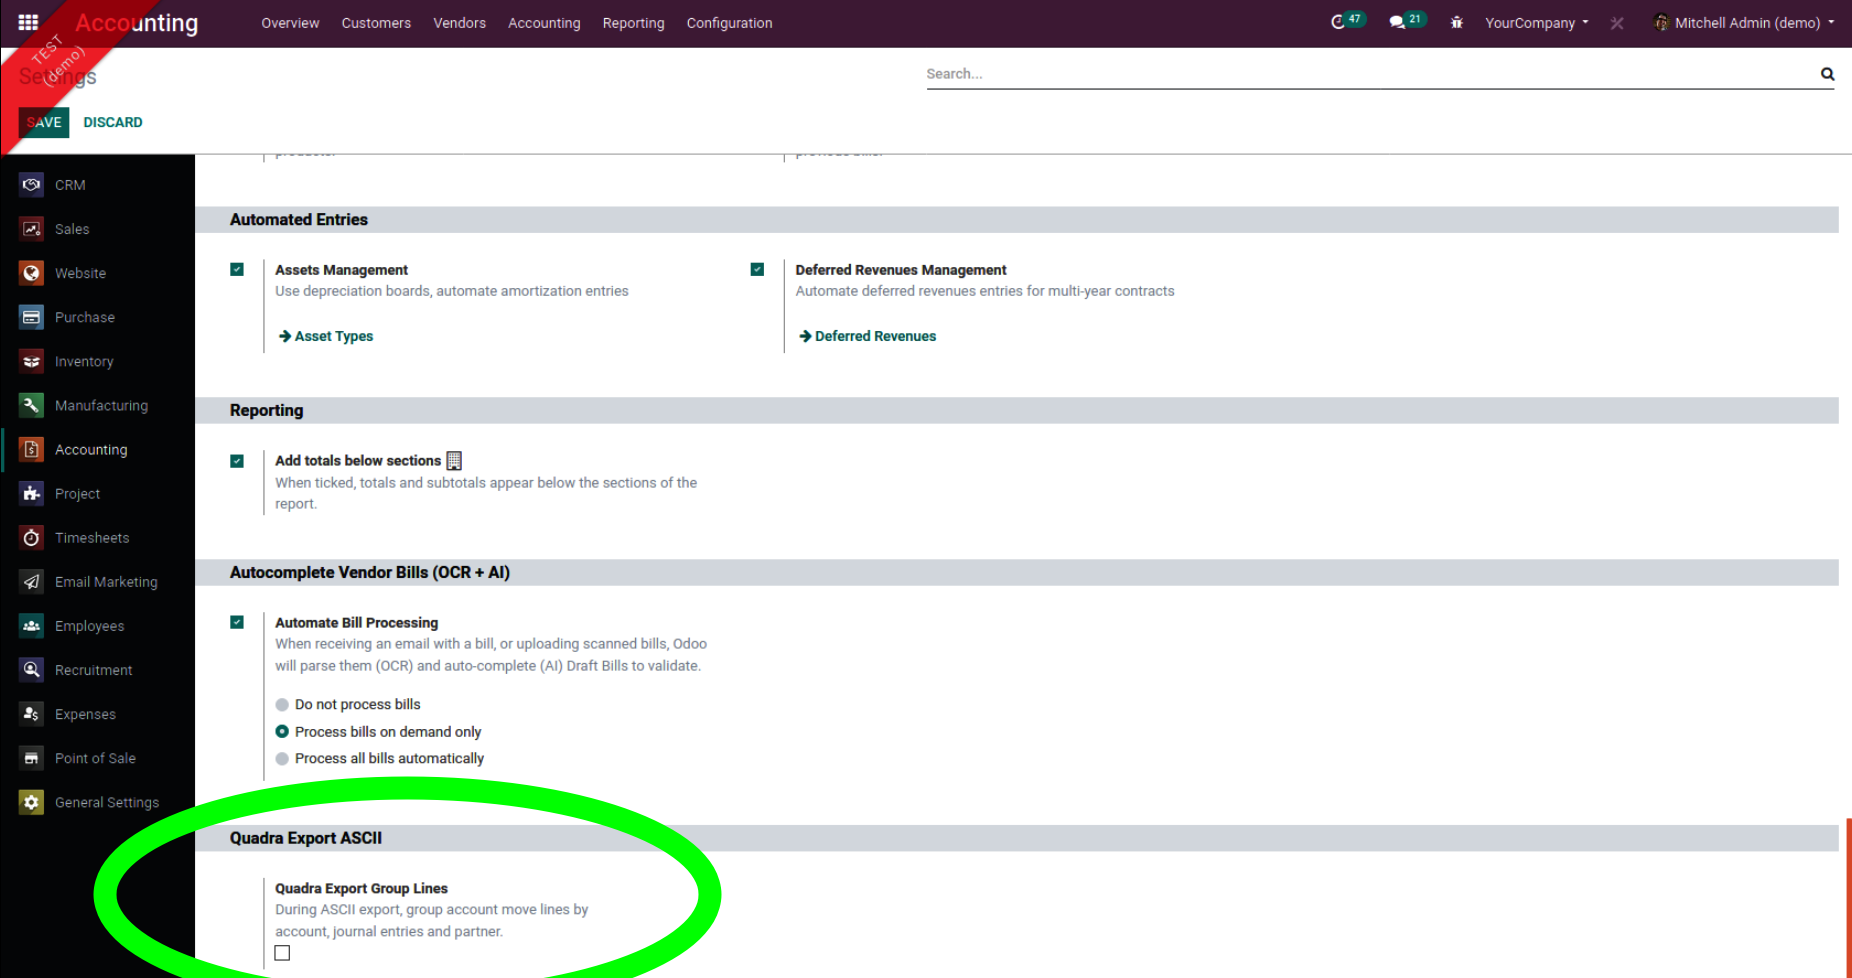 Accounting Overview Customers Vendors Accounting Reporting Configuration 47 21 YourCompany Mitchell Admin (demo)
TEST
(demo)
Settings Search...
SAVE DISCARD
CRM
Sales
Website
Purchase
Inventory
Manufacturing
Accounting
Project
Timesheets
Email Marketing
Employees
Recruitment
Expenses
Point of Sale
General Settings
Automated Entries
Assets Management
Use depreciation boards, automate amortization entries
Asset Types
Deferred Revenues Management
Automate deferred revenues entries for multi-year contracts
Deferred Revenues
Reporting
Add totals below sections
When ticked, totals and subtotals appear below the sections of the
report.
Autocomplete Vendor Bills (OCR + AI)
Automate Bill Processing
When receiving an email with a bill, or uploading scanned bills, Odoo
will parse them (OCR) and auto-complete (AI) Draft Bills to validate.
Do not process bills
Process bills on demand only
Process all bills automatically
Quadra Export ASCII
Quadra Export Group Lines
During ASCII export, group account move lines by
account, journal entries and partner.